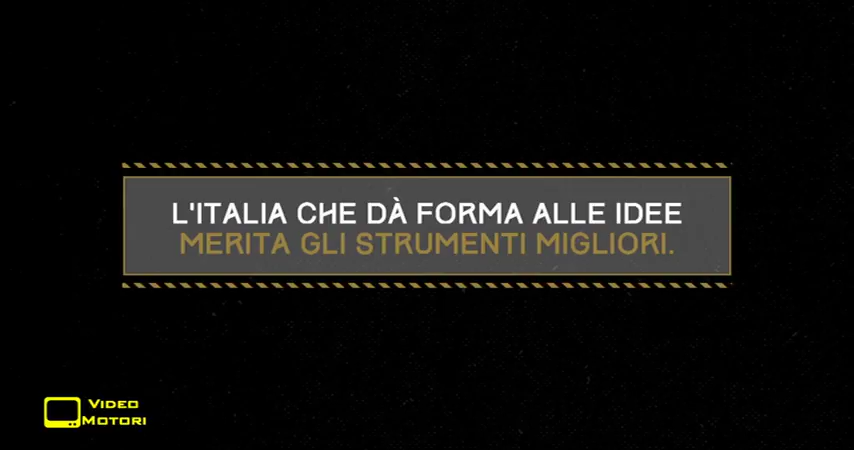 L'ITALIA CHE DÀ FORMA ALLE IDEE
MERITA GLI STRUMENTI MIGLIORI.
VIDEO
MOTORI